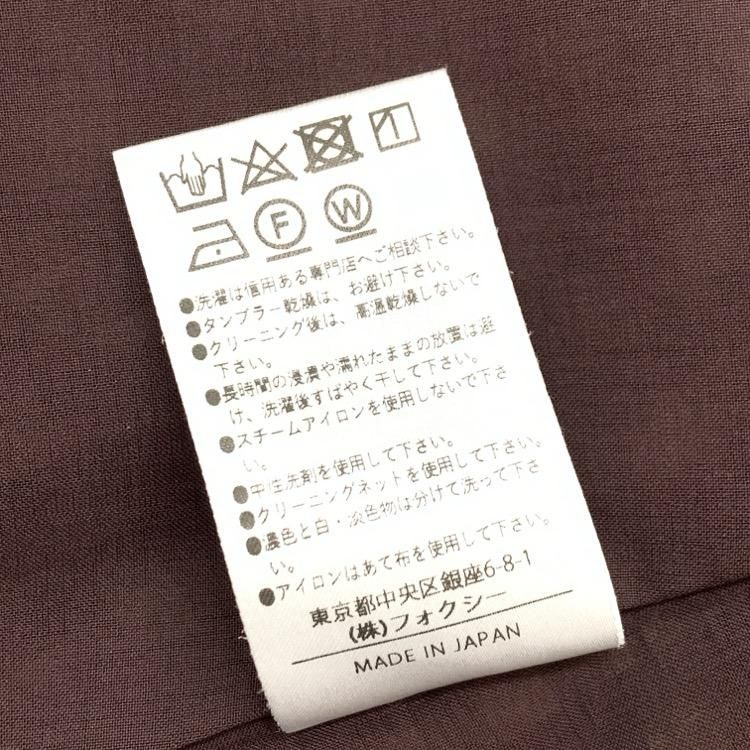 F W
●洗濯は信用ある専門店へご相談下さい。
●タンブラー乾燥は、お避け下さい。
●クリーニング後は、高温乾燥しないで
下さい。
●長時間の浸漬や濡れたままの放置は避
け、洗濯後すばやく干して下さい。
●スチームアイロンを使用しないで下さ
い。
●中性洗剤を使用して下さい。
●クリーニングネットを使用して下さい。
●濃色と白・淡色物は分けて洗って下さ
い。
●アイロンはあて布を使用して下さい。
東京都中央区銀座6-8-1
(株)フォクシー
MADE IN JAPAN